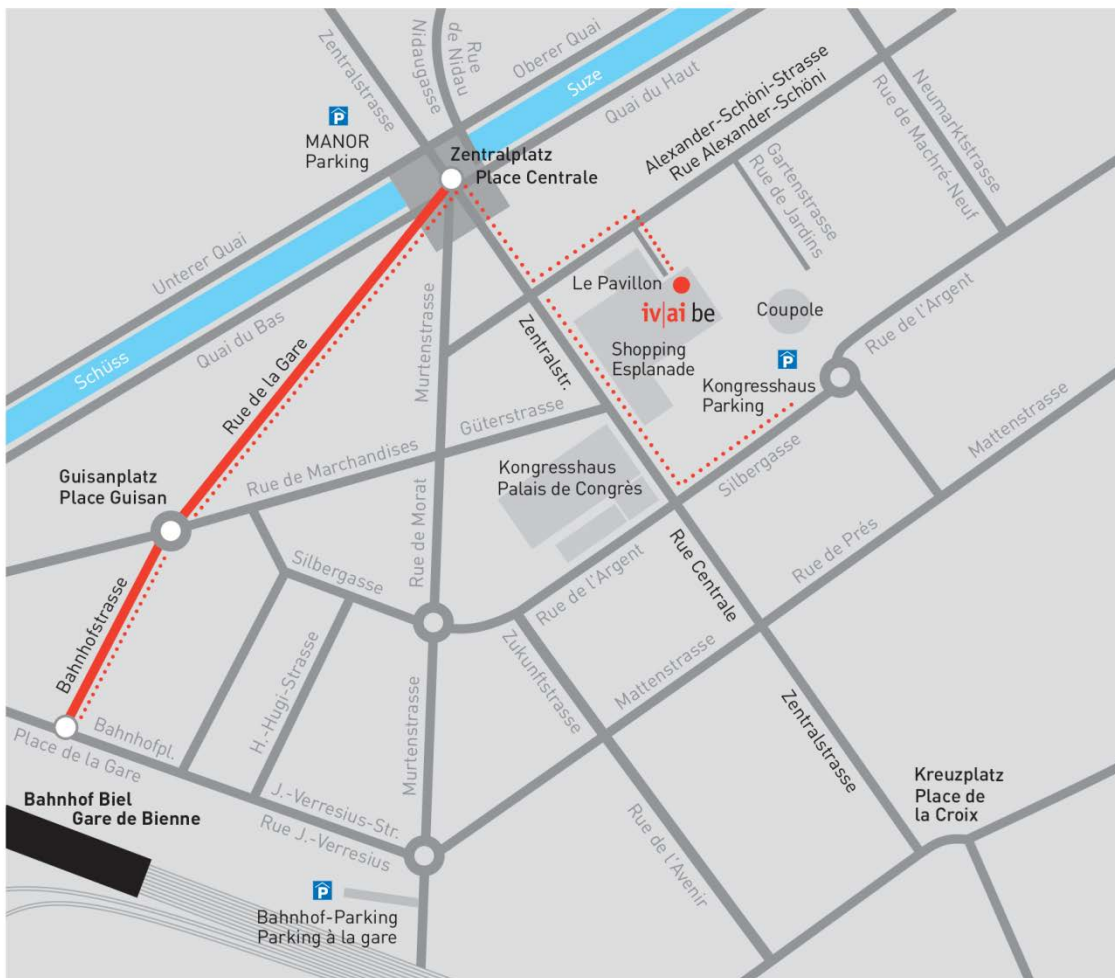 Zentralstrasse
Nidaugasse
Rue
de Nidau
Oberer Quai
Suze
Quai du Haut
MANOR
Parking
Zentralplatz
Place Centrale
Alexander-Schöni-Strasse
Rue Alexander-Schöni
Neumarktstrasse
Rue de Machré-Neuf
Gartenstrasse
Rue de Jardins
Unterer Quai
Schüss
Quai du Bas
Rue de la Gare
Murtenstrasse
Le Pavillon
iv|ai be
Shopping
Esplanade
Zentralstr.
Coupole
Kongresshaus
Parking
Rue de l'Argent
Mattenstrasse
Silbergasse
Guisanplatz
Place Guisan
Rue de Marchandises
Güterstrasse
Kongresshaus
Palais de Congrès
Bahnhofstrasse
Silbergasse
Rue de Morat
Rue de l'Argent
Rue Centrale
Rue de Prés
H.-Hugi-Strasse
Zukunftstrasse
Mattenstrasse
Zentralstrasse
Bahnhofpl.
Place de la Gare
Murtenstrasse
Bahnhof Biel
Gare de Bienne
J.-Verresius-Str.
Rue J.-Verresius
Rue de l'Avenir
Kreuzplatz
Place de
la Croix
P
Bahnhof-Parking
Parking à la gare